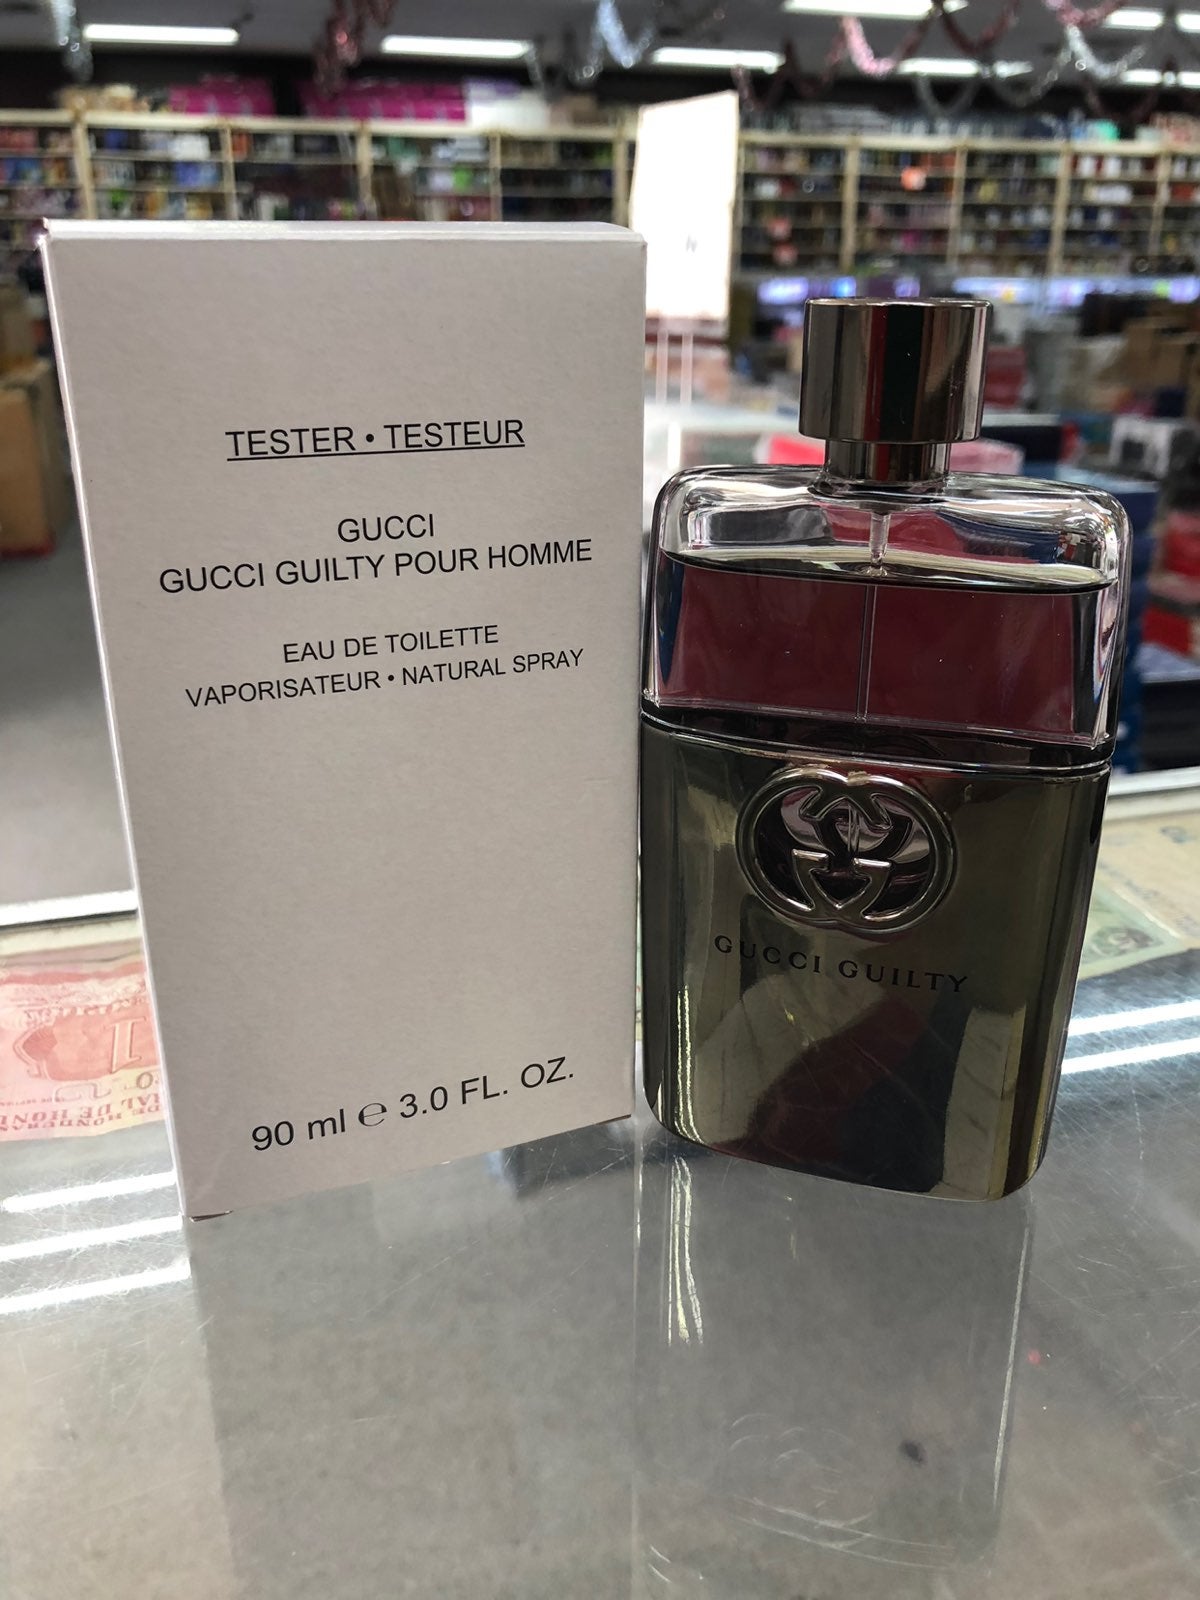 TESTER • TESTEUR
GUCCI
GUCCI GUILTY POUR HOMME
EAU DE TOILETTE
VAPORISATEUR • NATURAL SPRAY
90 ml ℮ 3.0 FL. OZ.
GUCCI GUILTY
1